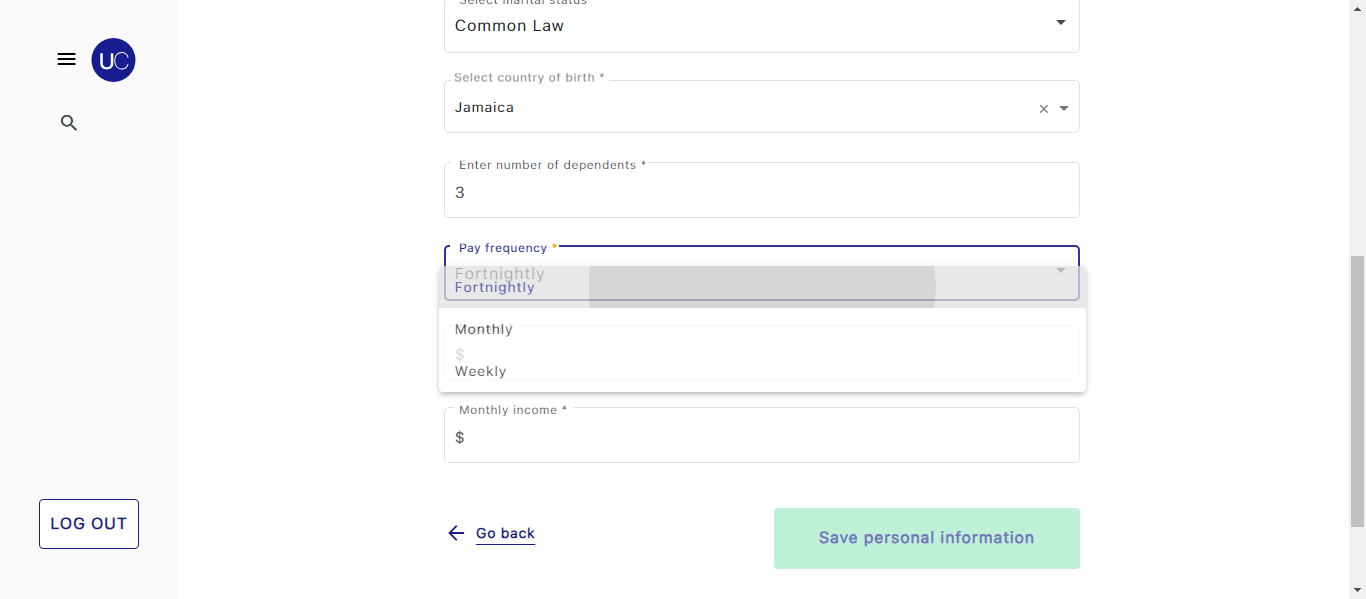 Select marital status
Common Law
UC
Select country of birth *
Jamaica
Enter number of dependents *
3
Pay frequency *
Fortnightly
Fortnightly
Monthly
$
Weekly
Monthly income *
$
LOG OUT
Go back
Save personal information